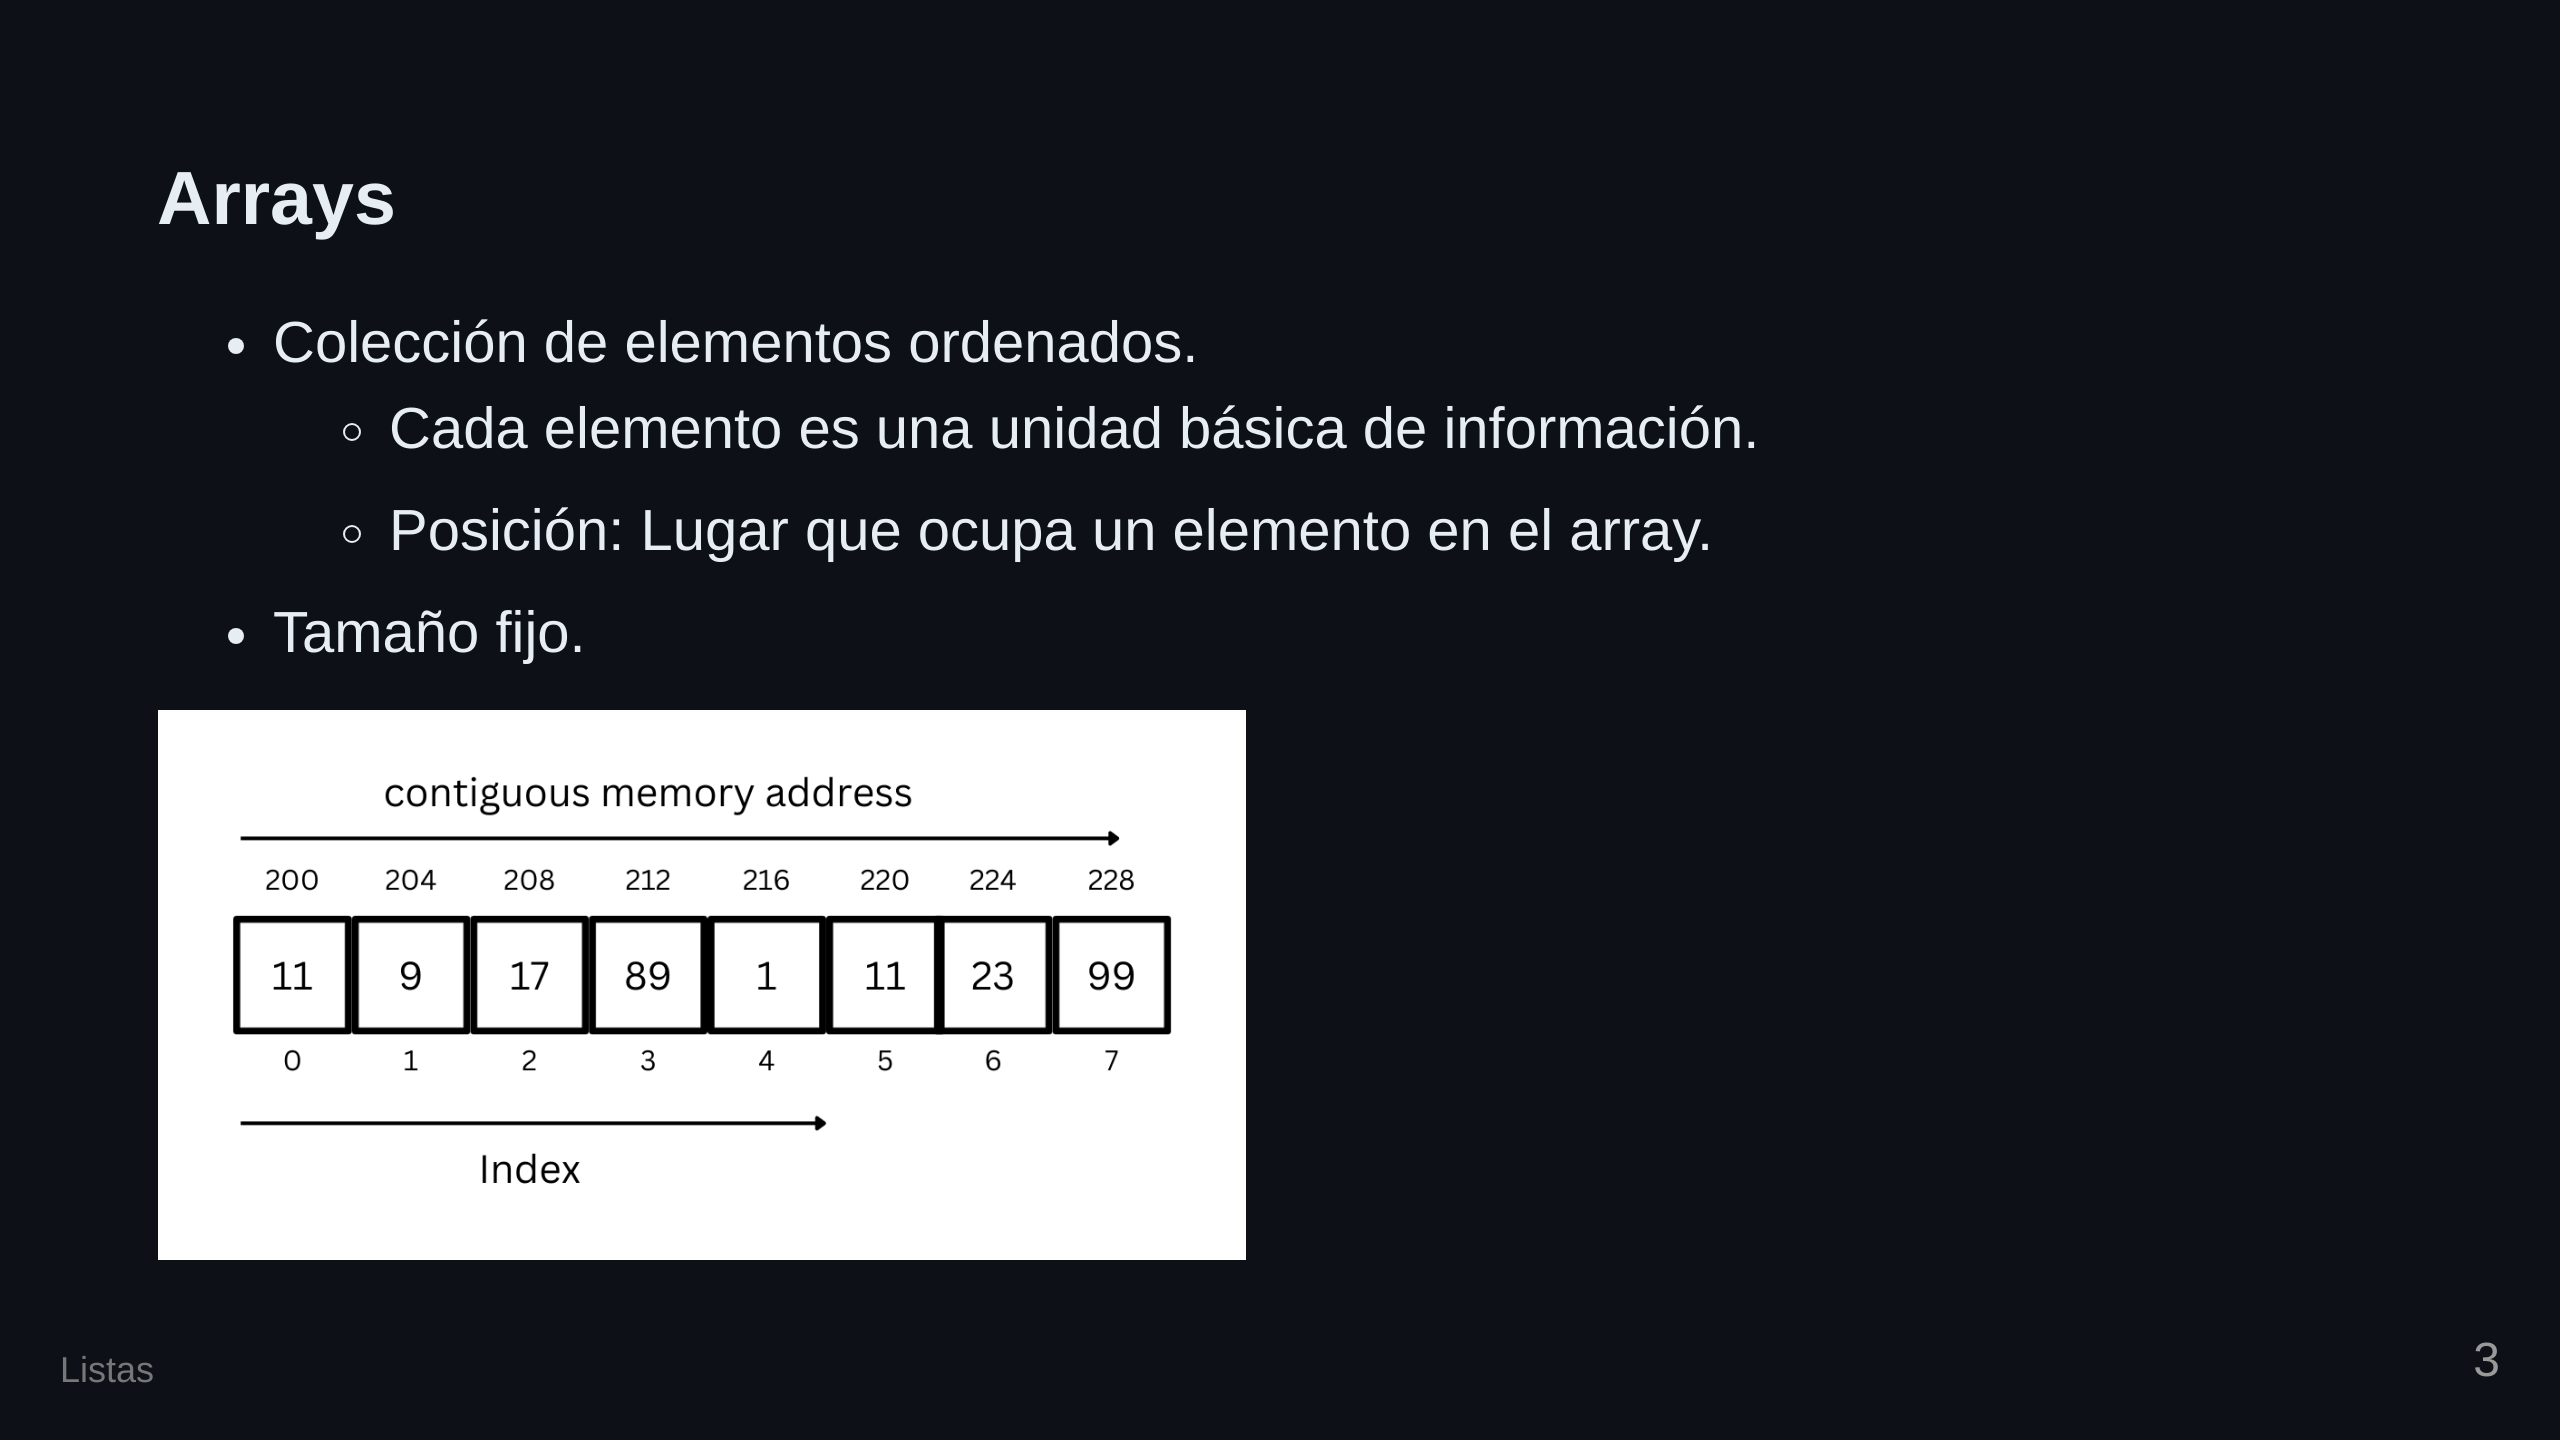 Arrays
Colección de elementos ordenados.
Cada elemento es una unidad básica de información.
Posición: Lugar que ocupa un elemento en el array.
Tamaño fijo.
contiguous memory address
200 204 208 212 216 220 224 228
11 9 17 89 1 11 23 99
0 1 2 3 4 5 6 7
Index
Listas
3